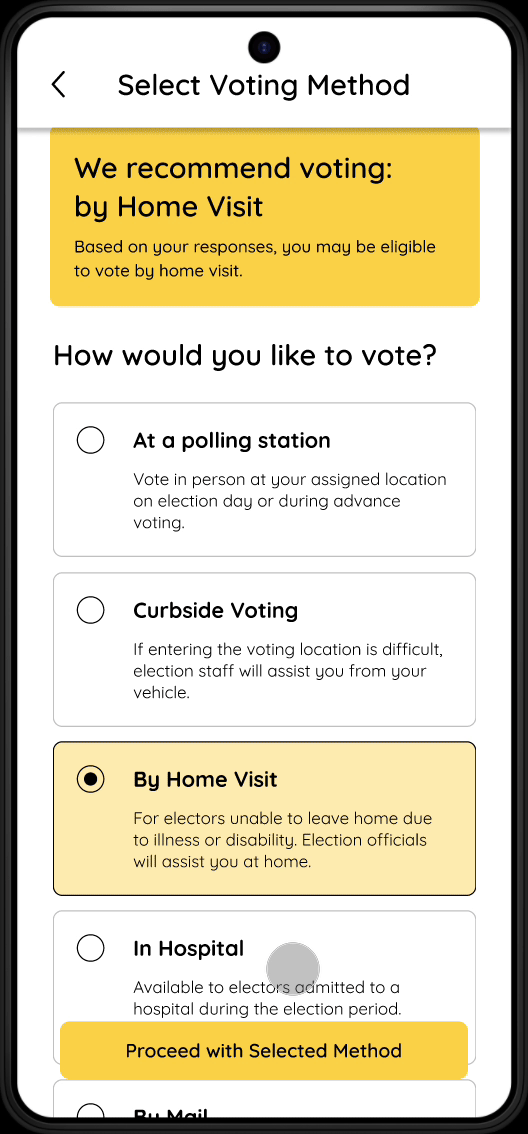 Select Voting Method
We recommend voting:
by Home Visit
Based on your responses, you may be eligible
to vote by home visit.
How would you like to vote?
At a polling station
Vote in person at your assigned location
on election day or during advance
voting.
Curbside Voting
If entering the voting location is difficult,
election staff will assist you from your
vehicle.
By Home Visit
For electors unable to leave home due
to illness or disability. Election officials
will assist you at home.
In Hospital
Available to electors admitted to a
hospital during the election period.
Proceed with Selected Method
By Mail